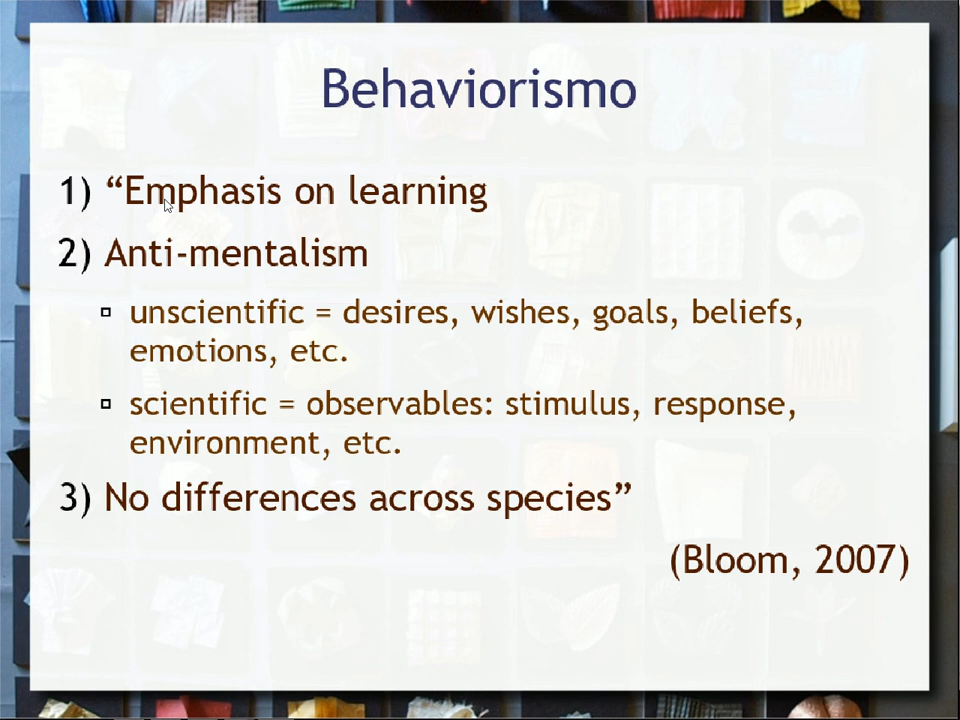 Behaviorismo
1) “Emphasis on learning
2) Anti-mentalism
▫ unscientific = desires, wishes, goals, beliefs,
emotions, etc.
▫ scientific = observables: stimulus, response,
environment, etc.
3) No differences across species”
(Bloom, 2007)